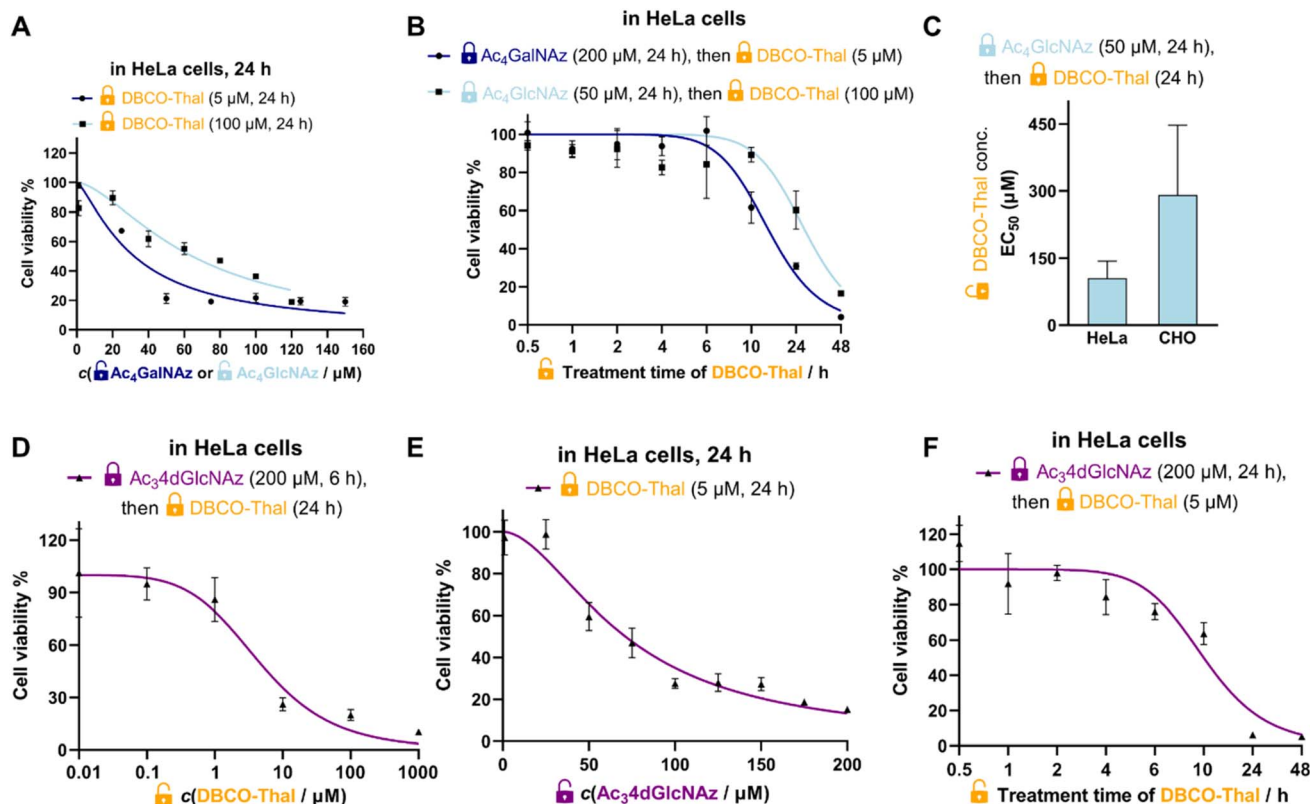 A
in HeLa cells, 24 h
DBCO-Thal (5 µM, 24 h)
DBCO-Thal (100 µM, 24 h)
Cell viability %
120
100
80
60
40
20
0
0 20 40 60 80 100 120 140 160
c(Ac₄GalNAz or Ac₄GlcNAz / µM)
B
in HeLa cells
Ac₄GalNAz (200 µM, 24 h), then DBCO-Thal (5 µM)
Ac₄GlcNAz (50 µM, 24 h), then DBCO-Thal (100 µM)
Cell viability %
100
80
60
40
20
0
0.5 1 2 4 6 10 24 48
Treatment time of DBCO-Thal / h
C
Ac₄GlcNAz (50 µM, 24 h),
then DBCO-Thal (24 h)
DBCO-Thal conc.
EC₅₀ (µM)
450
300
150
0
HeLa CHO
D
in HeLa cells
Ac₃4dGlcNAz (200 µM, 6 h),
then DBCO-Thal (24 h)
Cell viability %
120
90
60
30
0
0.01 0.1 1 10 100 1000
c(DBCO-Thal / µM)
E
in HeLa cells, 24 h
DBCO-Thal (5 µM, 24 h)
Cell viability %
100
80
60
40
20
0
0 50 100 150 200
c(Ac₃4dGlcNAz / µM)
F
in HeLa cells
Ac₃4dGlcNAz (200 µM, 24 h),
then DBCO-Thal (5 µM)
Cell viability %
120
100
80
60
40
20
0
0.5 1 2 4 6 10 24 48
Treatment time of DBCO-Thal / h